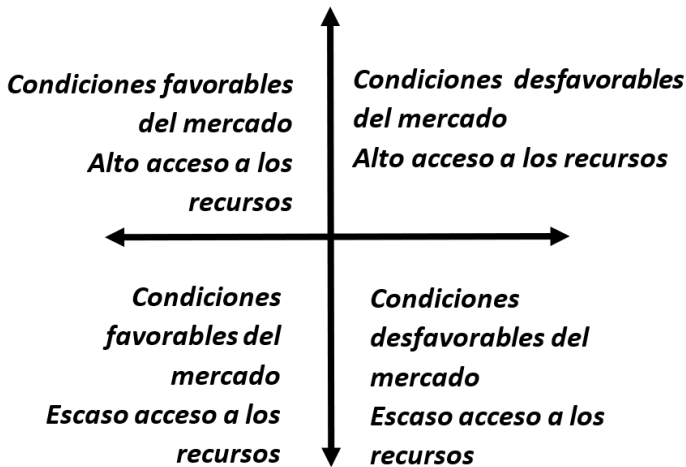 Condiciones favorables
del mercado
Alto acceso a los
recursos
Condiciones desfavorables
del mercado
Alto acceso a los recursos
Condiciones
favorables del
mercado
Escaso acceso a los
recursos
Condiciones
desfavorables del
mercado
Escaso acceso a los
recursos